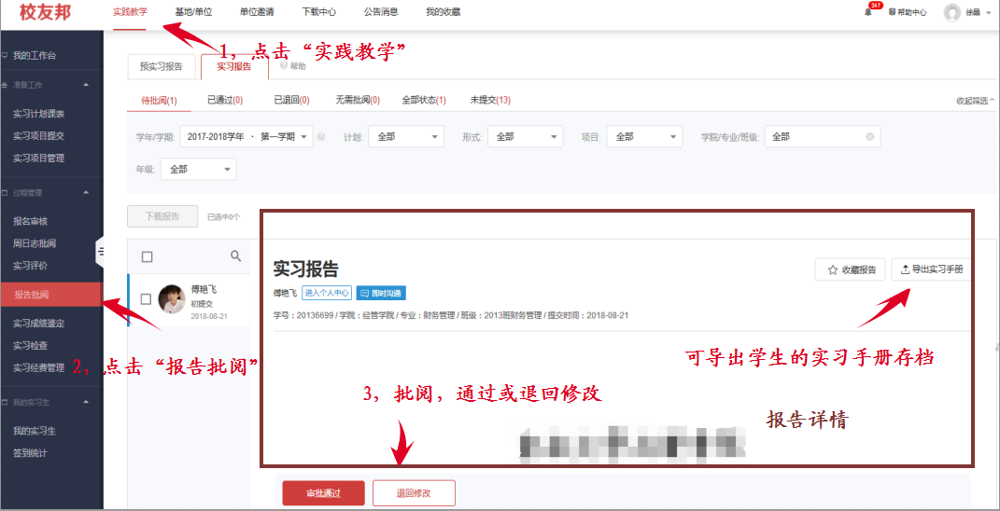 校友邦 实践教学 基地/单位 单位邀请 下载中心 公告消息 我的收藏 267 帮助中心 徐晶
1，点击“实践教学”
我的工作台
准备工作
实习计划课表
实习项目提交
实习项目管理
过程管理
报名审核
周日志批阅
实习评价
报告批阅
实习成绩鉴定
实习检查
实习经费管理
我的实习生
我的实习生
签到统计
2，点击“报告批阅”
预实习报告 实习报告 帮助
待批阅(1) 已通过(0) 已退回(0) 无需批阅(0) 全部状态(1) 未提交(13) 收起筛选
学年/学期: 2017-2018学年 · 第一学期 计划: 全部 形式: 全部 项目: 全部 学院/专业/班级: 全部
年级: 全部
下载报告 已选中0个
傅艳飞
初提交
2018-08-21
实习报告 收藏报告 导出实习手册
傅艳飞 进入个人中心 即时沟通
学号：20136699 / 学院：经管学院 / 专业：财务管理 / 班级：2013班财务管理 / 提交时间：2018-08-21
可导出学生的实习手册存档
3，批阅，通过或退回修改
报告详情
审批通过 退回修改